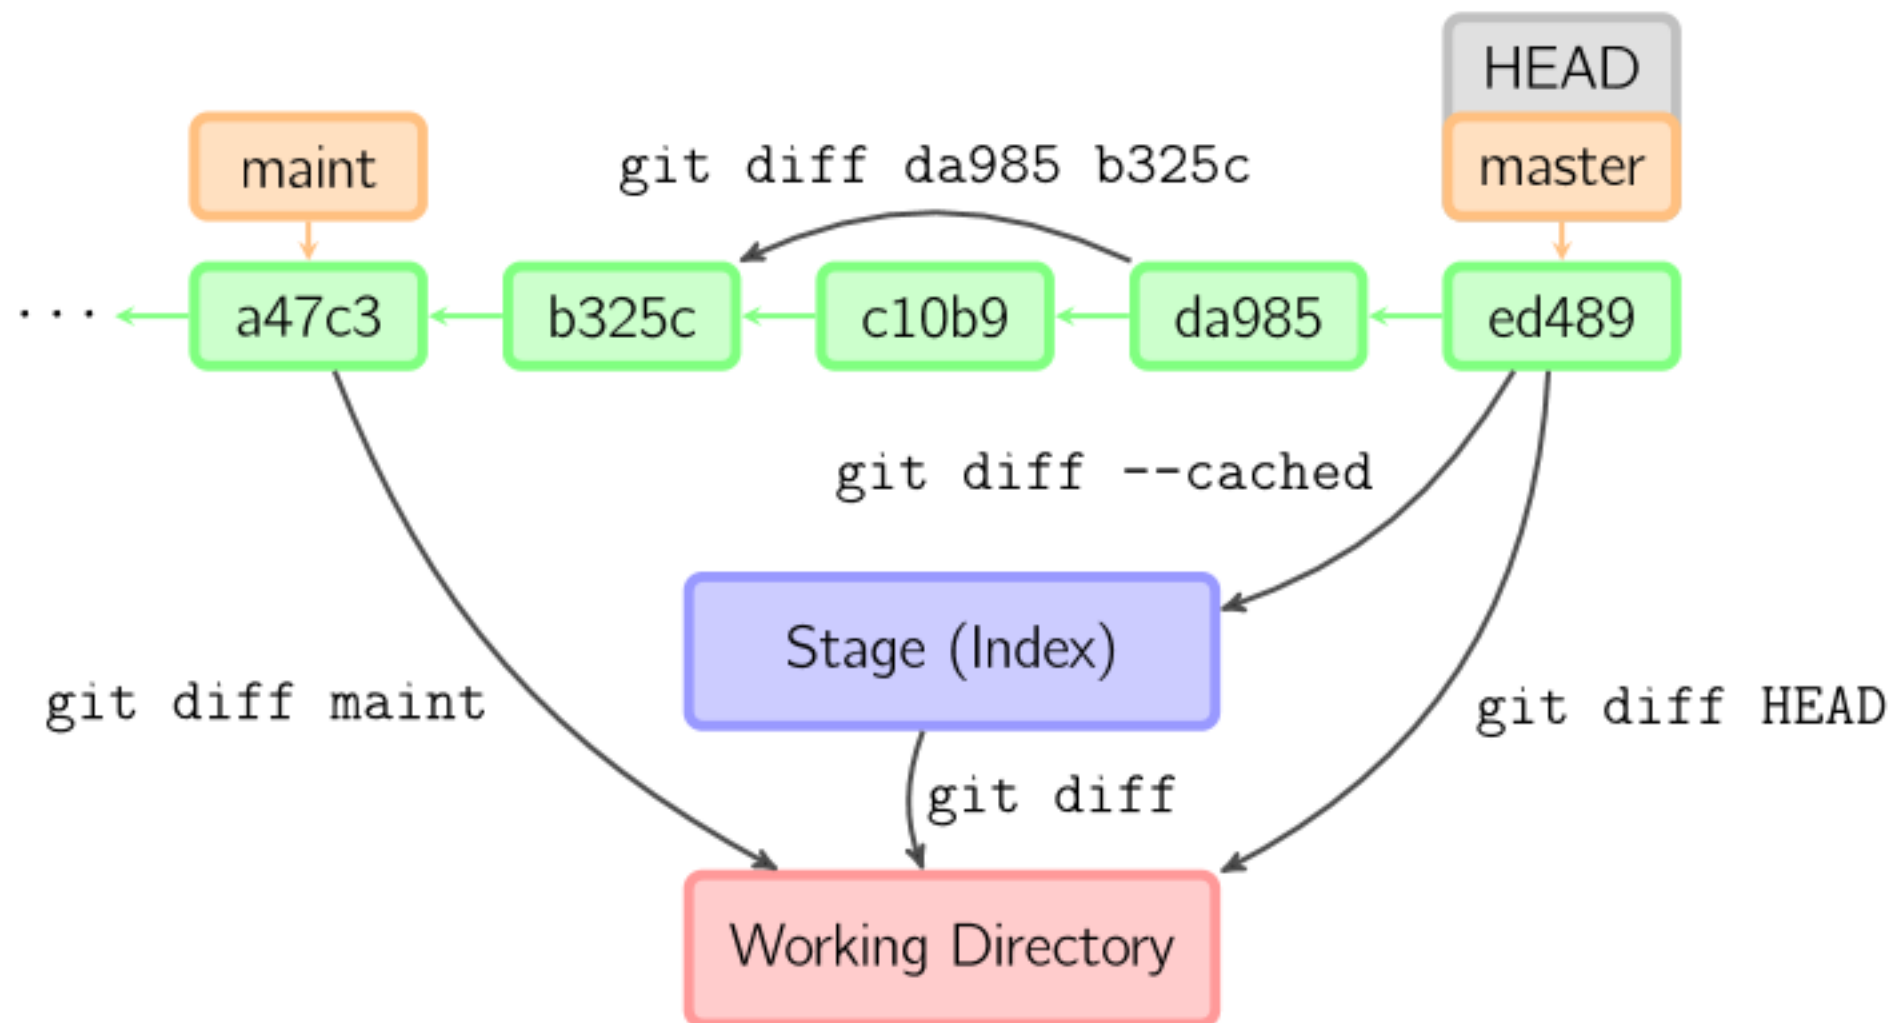 HEAD
maint
git diff da985 b325c
master
...
a47c3
b325c
c10b9
da985
ed489
git diff --cached
Stage (Index)
git diff maint
git diff HEAD
git diff
Working Directory